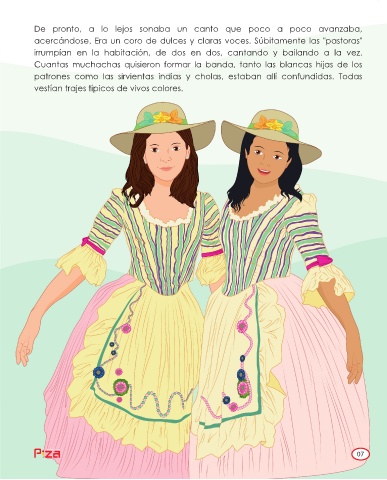 De pronto, a lo lejos sonaba un canto que poco a poco avanzaba,
acercándose. Era un coro de dulces y claras voces. Súbitamente las "pastoras"
irrumpían en la habitación, de dos en dos, cantando y bailando a la vez.
Cuantas muchachas quisieron formar la banda, tanto las blancas hijas de los
patrones como las sirvientas indias y cholas, estaban allí confundidas. Todas
vestían trajes típicos de vivos colores.
P'za
07